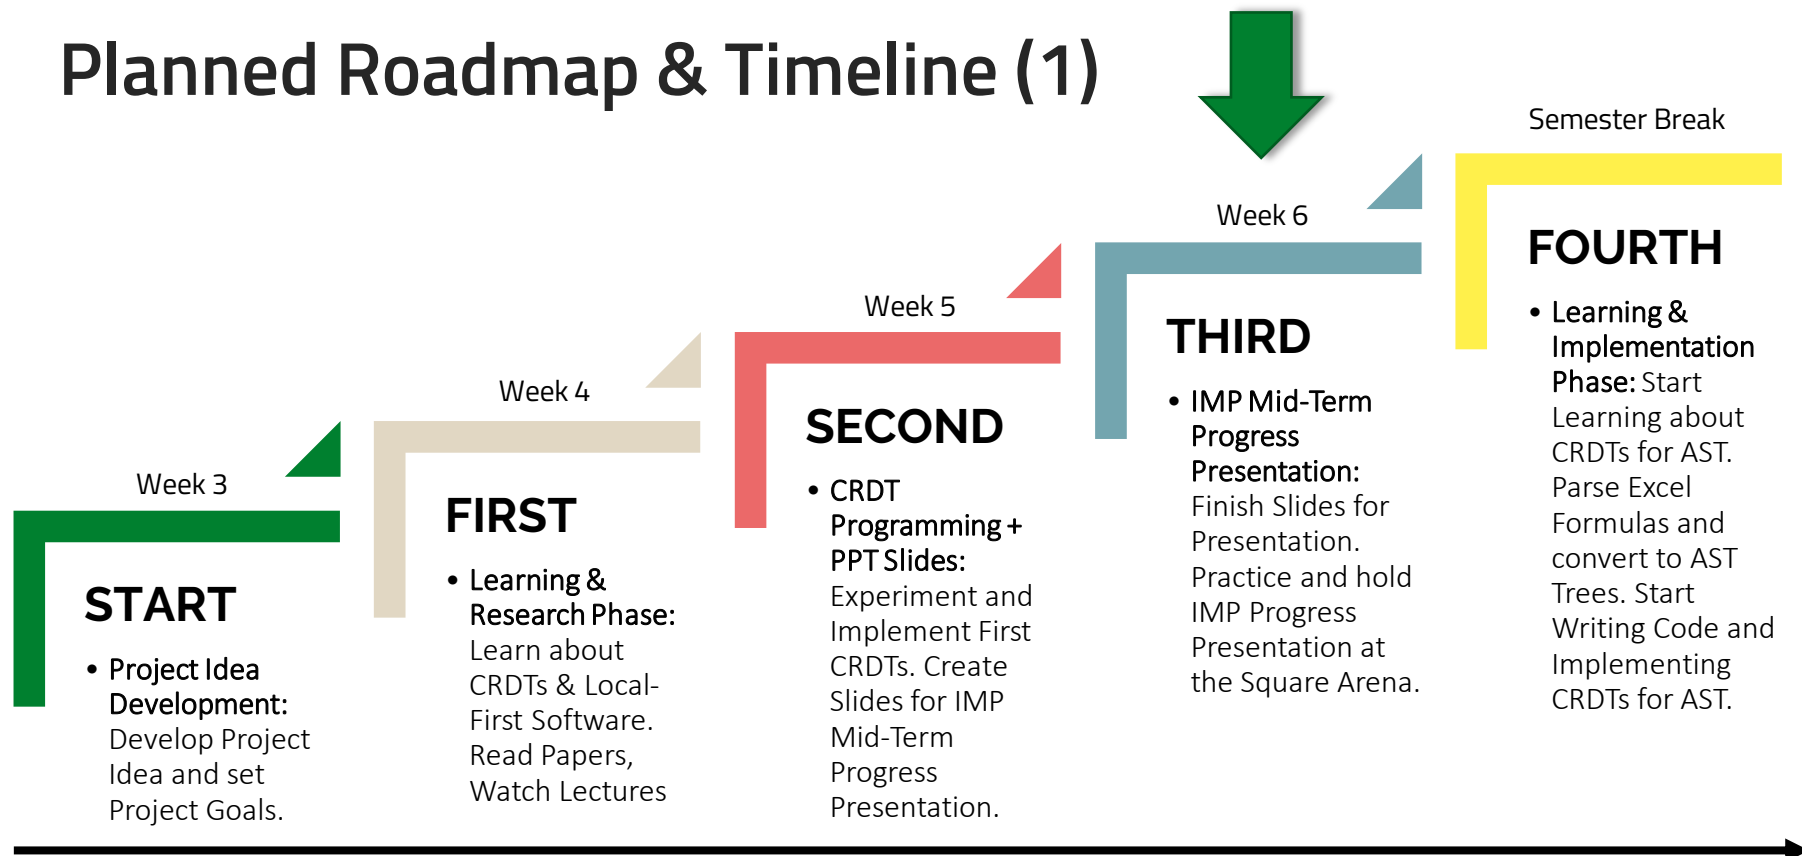 Planned Roadmap & Timeline (1)
Week 3
START
• Project Idea
Development:
Develop Project
Idea and set
Project Goals.
Week 4
FIRST
• Learning &
Research Phase:
Learn about
CRDTs & Local-
First Software.
Read Papers,
Watch Lectures
Week 5
SECOND
• CRDT
Programming +
PPT Slides:
Experiment and
Implement First
CRDTs. Create
Slides for IMP
Mid-Term
Progress
Presentation.
Week 6
THIRD
• IMP Mid-Term
Progress
Presentation:
Finish Slides for
Presentation.
Practice and hold
IMP Progress
Presentation at
the Square Arena.
Semester Break
FOURTH
• Learning &
Implementation
Phase: Start
Learning about
CRDTs for AST.
Parse Excel
Formulas and
convert to AST
Trees. Start
Writing Code and
Implementing
CRDTs for AST.